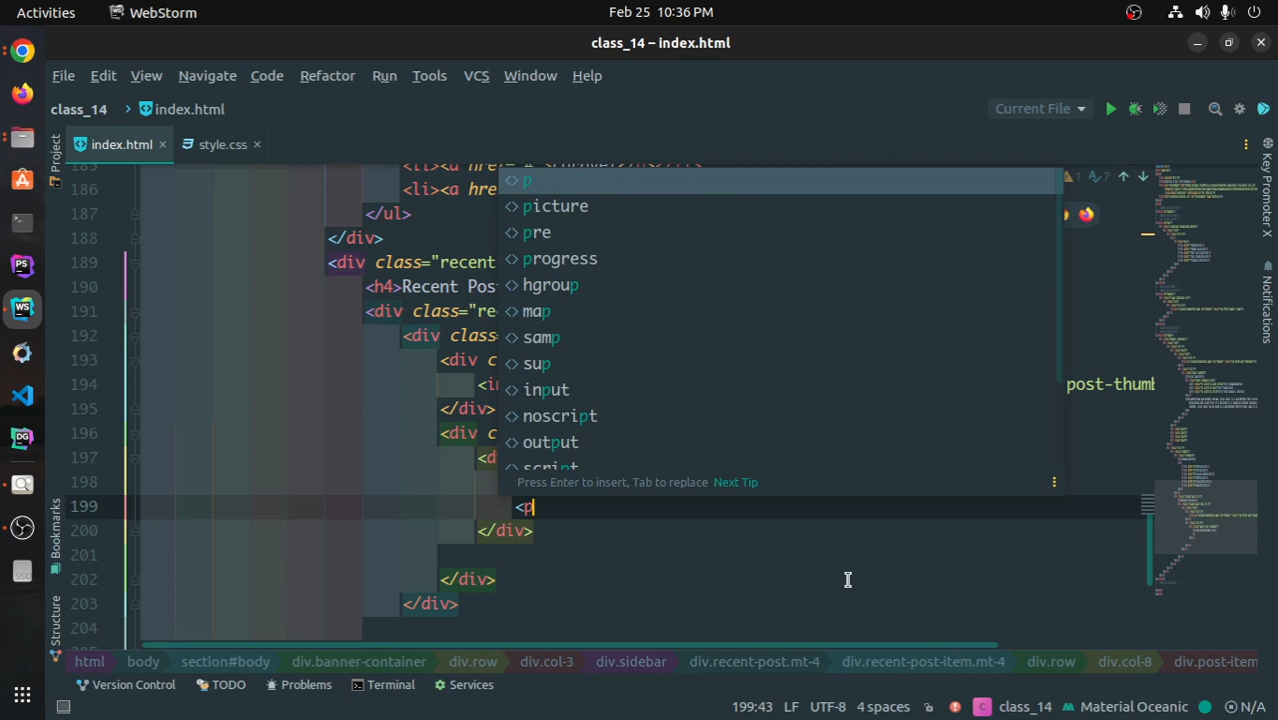 Activities WebStorm Feb 25 10:36 PM
class_14 – index.html
File Edit View Navigate Code Refactor Run Tools VCS Window Help
class_14 index.html Current File
index.html style.css
Project
Key Promoter X
Notifications
Bookmarks
Structure
186 <li><a hre
187 </ul>
188 </div>
189 <div class="recent
190 <h4>Recent Pos
191 <div class="re
192 <div class
193 <div c
194 <i post-thumb
195 </div>
196 <div c
197 <d
198
199 <p
200 </div>
201
202 </div>
203 </div>
204
<> p
<> picture
<> pre
<> progress
<> hgroup
<> map
<> samp
<> sup
<> input
<> noscript
<> output
<> script
Press Enter to insert, Tab to replace Next Tip
1 7
html body section#body div.banner-container div.row div.col-3 div.sidebar div.recent-post.mt-4 div.recent-post-item.mt-4 div.row div.col-8 div.post-item
Version Control TODO Problems Terminal Services
199:43 LF UTF-8 4 spaces class_14 Material Oceanic N/A